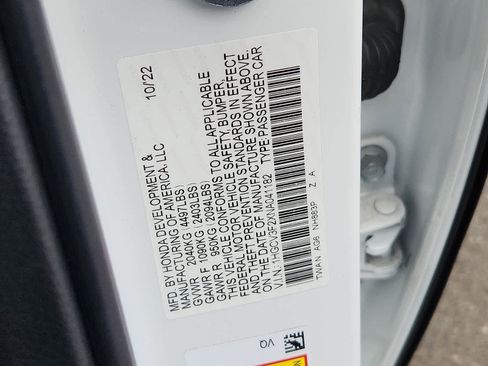 MFD. BY HONDA DEVELOPMENT & 10/22
MANUFACTURING OF AMERICA, LLC
GVWR 2040KG (4497LBS)
GAWR F 1090KG (2403LBS)
GAWR R 950KG (2094LBS)
THIS VEHICLE CONFORMS TO ALL APPLICABLE
FEDERAL MOTOR VEHICLE SAFETY, BUMPER,
AND THEFT PREVENTION STANDARDS IN EFFECT
ON THE DATE OF MANUFACTURE SHOWN ABOVE.
V.I.N. : 1HGCV3F2XNA041182 TYPE:PASSENGER CAR
TWAN AG6 NH883P Z A
VQ